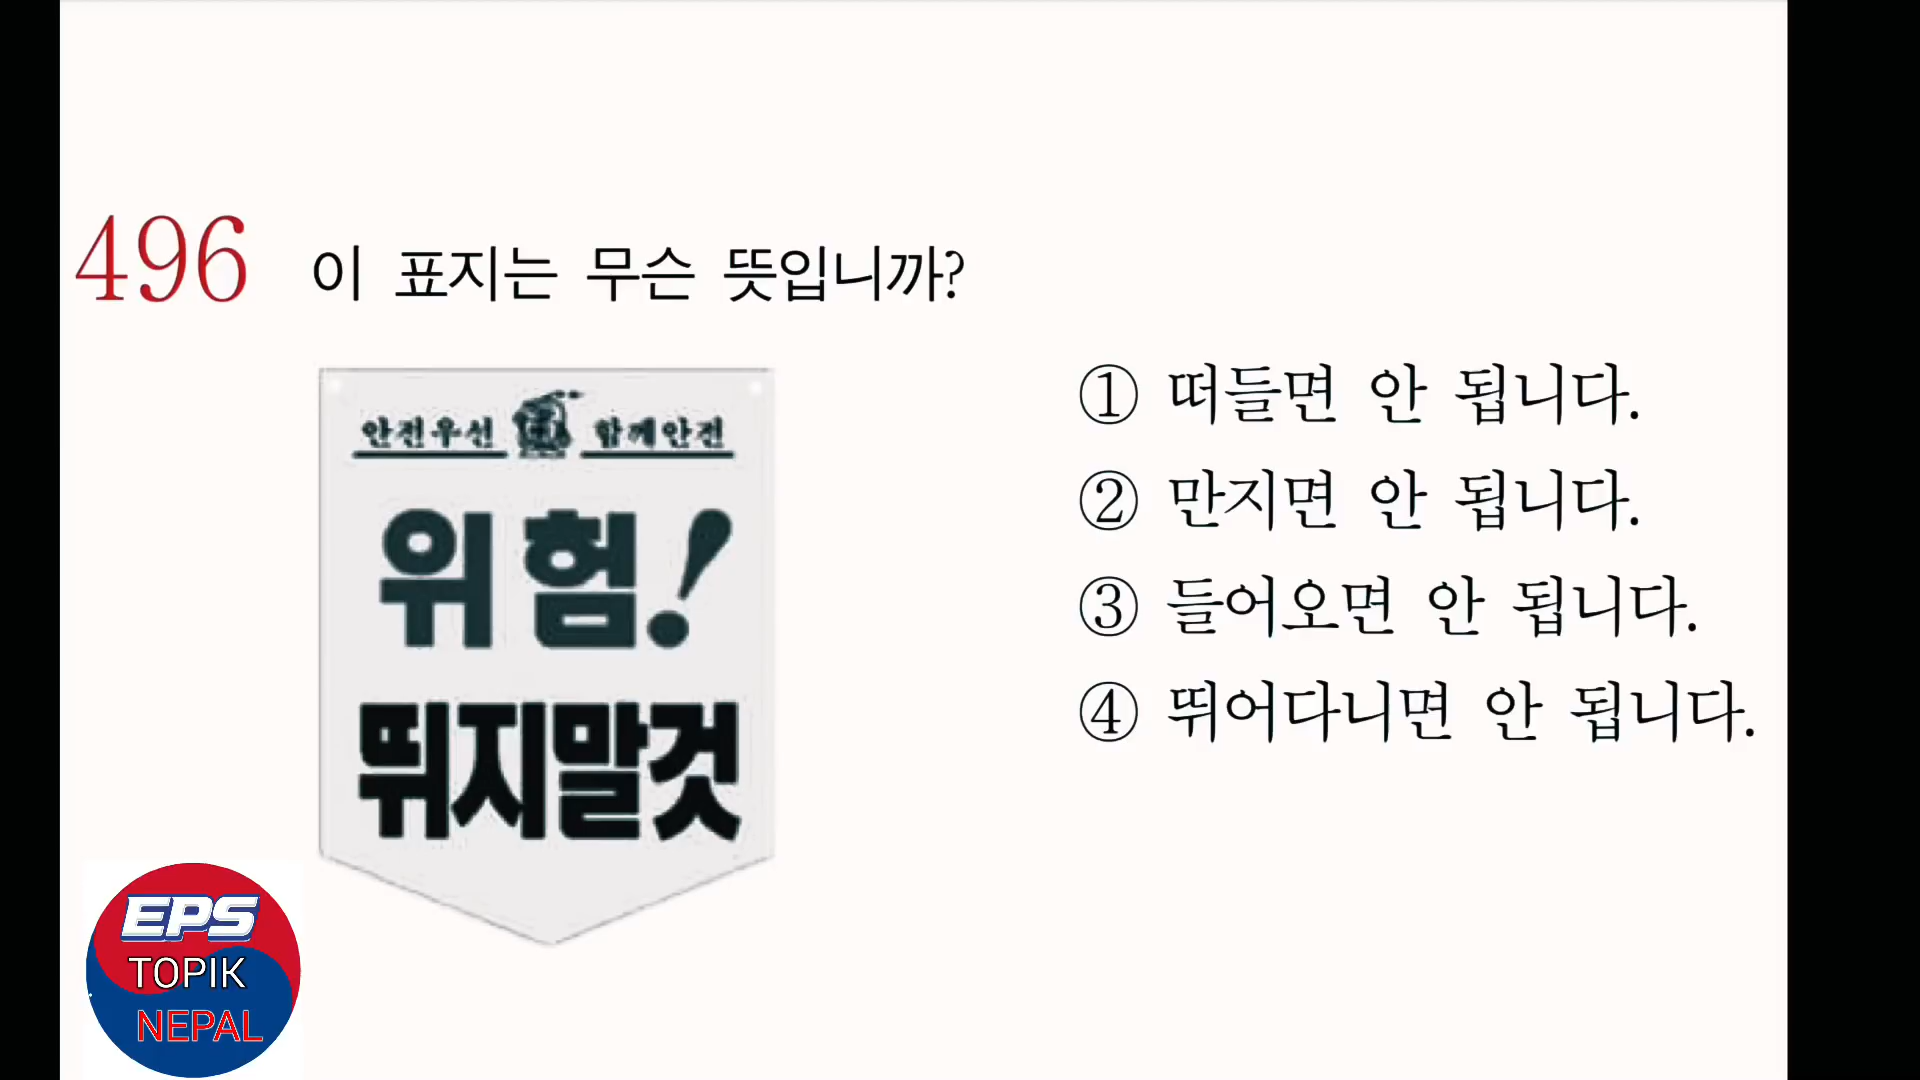 496 이 표지는 무슨 뜻입니까?
안전우선 함께안전
위험!
뛰지말것
① 떠들면 안 됩니다.
② 만지면 안 됩니다.
③ 들어오면 안 됩니다.
④ 뛰어다니면 안 됩니다.
EPS
TOPIK
NEPAL